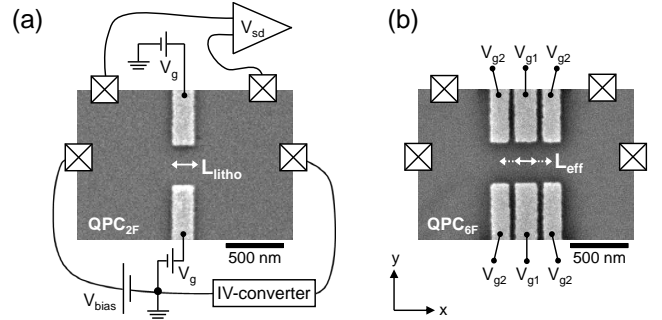 (a)
V_sd
V_g
L_litho
QPC_2F
500 nm
V_g
V_bias
IV-converter
(b)
V_g2 V_g1 V_g2
L_eff
QPC_6F
500 nm
V_g2 V_g1 V_g2
y
x